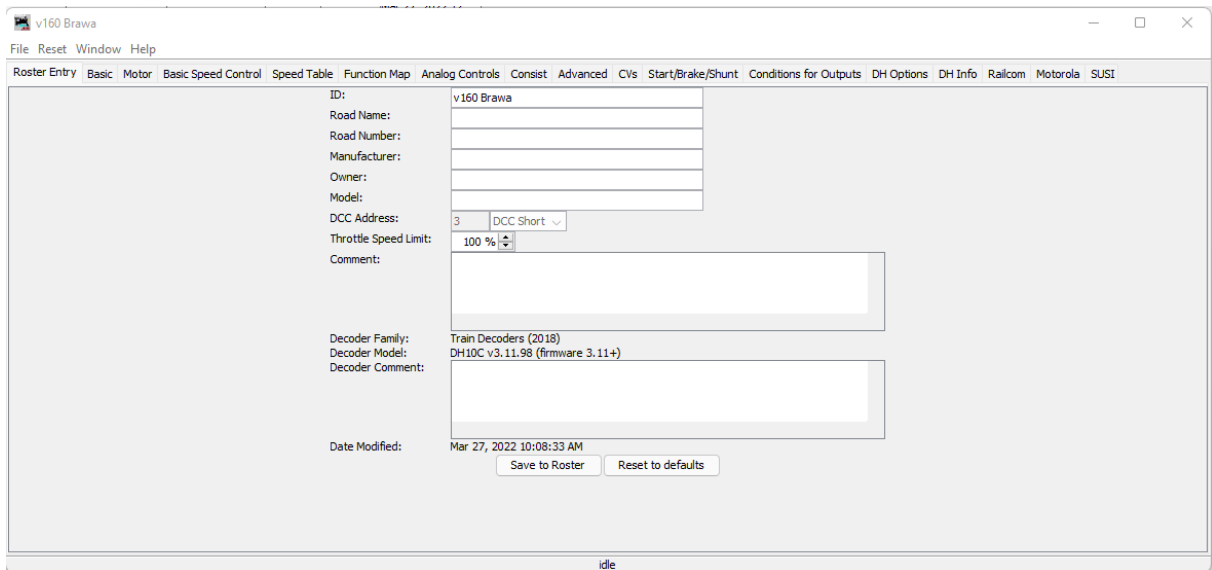 v160 Brawa
File Reset Window Help
Roster Entry Basic Motor Basic Speed Control Speed Table Function Map Analog Controls Consist Advanced CVs Start/Brake/Shunt Conditions for Outputs DH Options DH Info Railcom Motorola SUSI
ID: v160 Brawa
Road Name:
Road Number:
Manufacturer:
Owner:
Model:
DCC Address: 3 DCC Short
Throttle Speed Limit: 100 %
Comment:
Decoder Family: Train Decoders (2018)
Decoder Model: DH10C v3.11.98 (firmware 3.11+)
Decoder Comment:
Date Modified: Mar 27, 2022 10:08:33 AM
Save to Roster Reset to defaults
idle